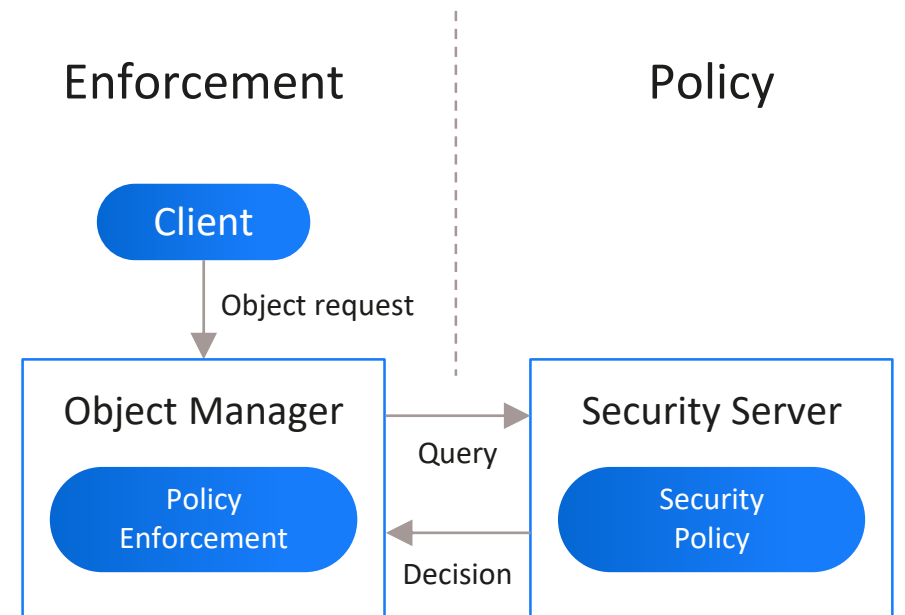 Enforcement
Policy
Client
Object request
Object Manager
Security Server
Query
Policy
Enforcement
Security
Policy
Decision